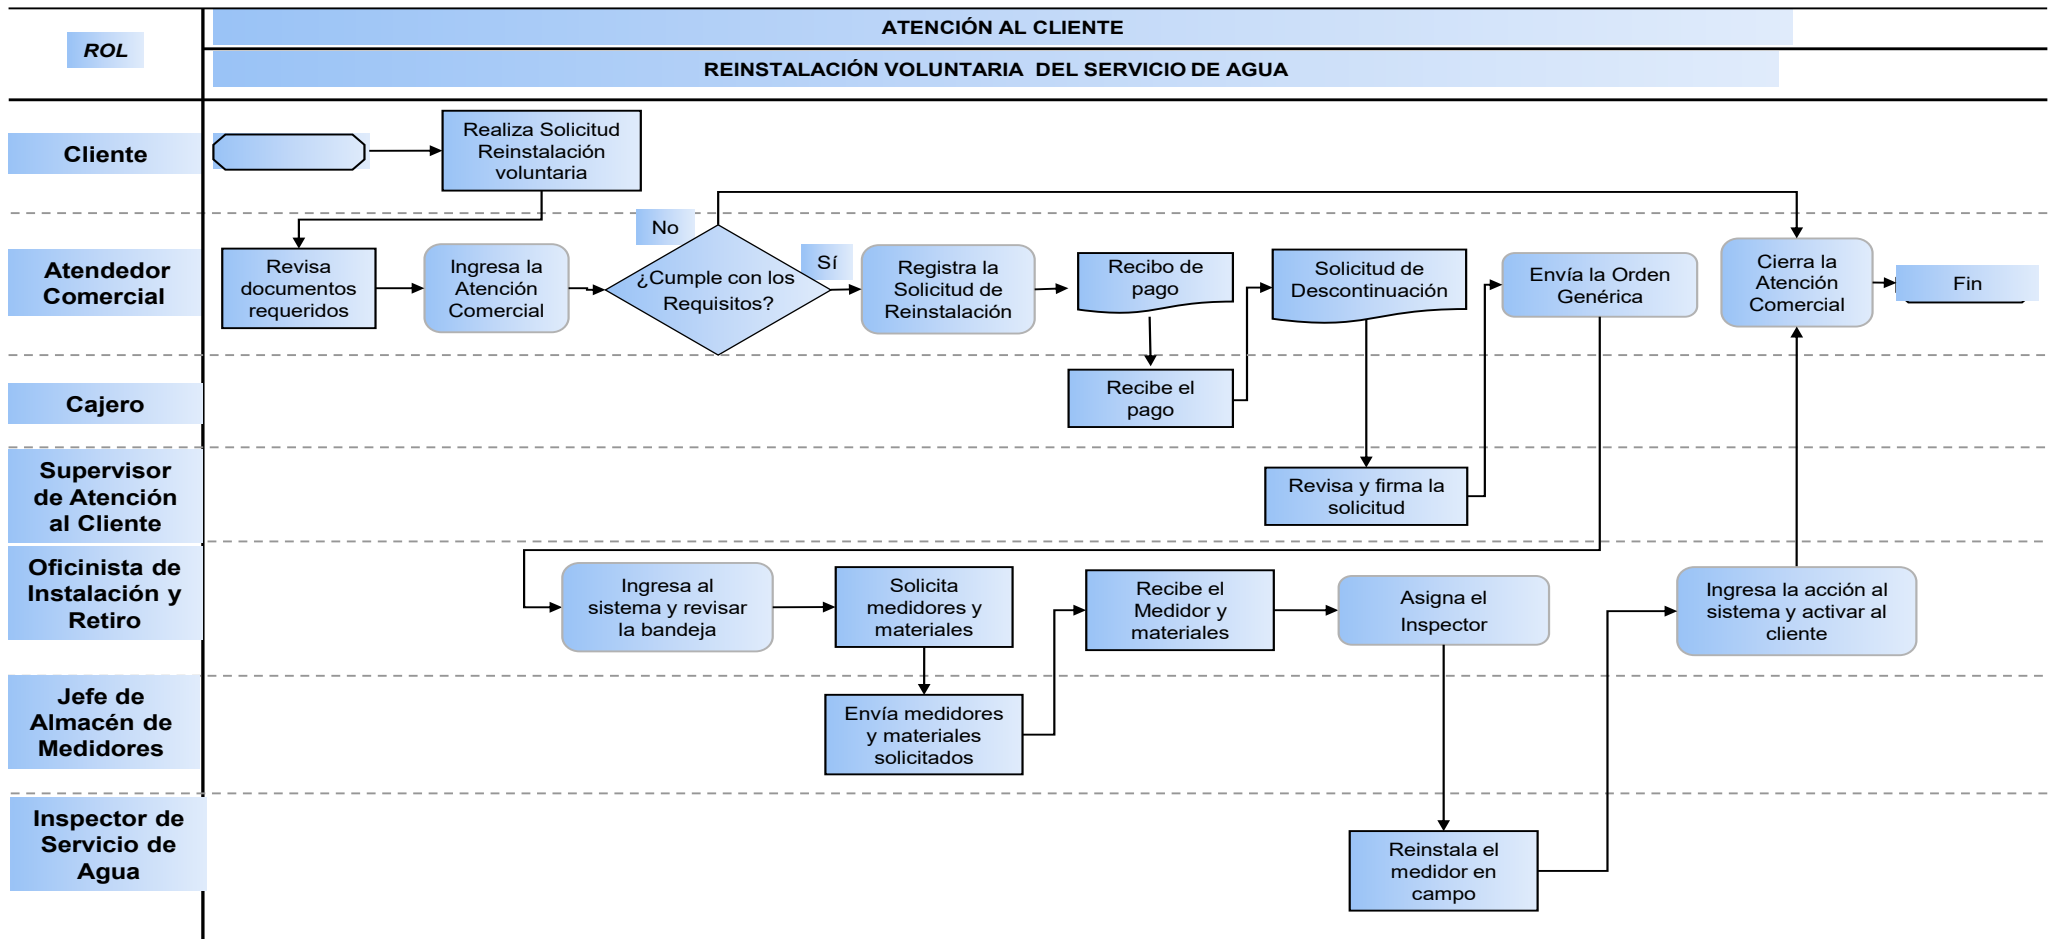 ROL
ATENCIÓN AL CLIENTE
REINSTALACIÓN VOLUNTARIA DEL SERVICIO DE AGUA
Cliente
Realiza Solicitud
Reinstalación
voluntaria
Atendedor
Comercial
Revisa
documentos
requeridos
Ingresa la
Atención
Comercial
No
¿Cumple con los
Requisitos?
Sí
Registra la
Solicitud de
Reinstalación
Recibo de
pago
Solicitud de
Descontinuación
Envía la Orden
Genérica
Cierra la
Atención
Comercial
Fin
Cajero
Recibe el
pago
Supervisor
de Atención
al Cliente
Revisa y firma la
solicitud
Oficinista de
Instalación y
Retiro
Ingresa al
sistema y revisar
la bandeja
Solicita
medidores y
materiales
Recibe el
Medidor y
materiales
Asigna el
Inspector
Ingresa la acción al
sistema y activar al
cliente
Jefe de
Almacén de
Medidores
Envía medidores
y materiales
solicitados
Inspector de
Servicio de
Agua
Reinstala el
medidor en
campo